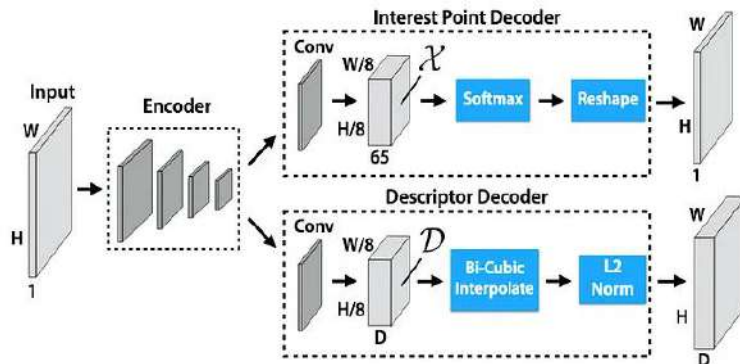 Interest Point Decoder
Input
W
H
1
Encoder
Conv
W/8
H/8
65
𝒳
Softmax
Reshape
W
H
1
Descriptor Decoder
Conv
W/8
H/8
D
𝒟
Bi-Cubic
Interpolate
L2
Norm
W
H
D